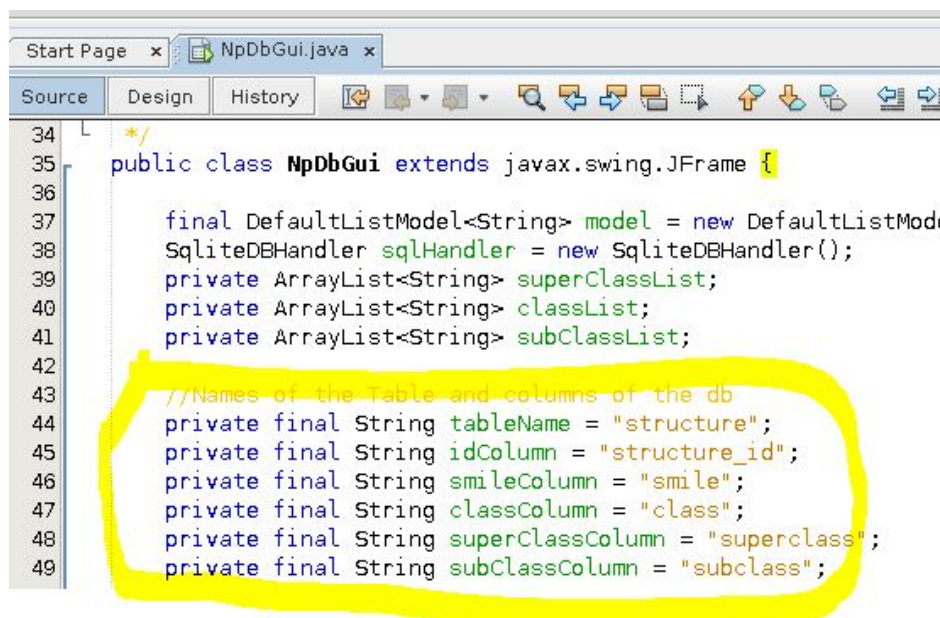 Start Page x NpDbGui.java x
Source Design History
34 */
35 public class NpDbGui extends javax.swing.JFrame {
36
37 final DefaultListModel<String> model = new DefaultListMode
38 SqliteDBHandler sqlHandler = new SqliteDBHandler();
39 private ArrayList<String> superClassList;
40 private ArrayList<String> classList;
41 private ArrayList<String> subClassList;
42
43 //Names of the Table and columns of the db
44 private final String tableName = "structure";
45 private final String idColumn = "structure_id";
46 private final String smileColumn = "smile";
47 private final String classColumn = "class";
48 private final String superClassColumn = "superclass";
49 private final String subClassColumn = "subclass";